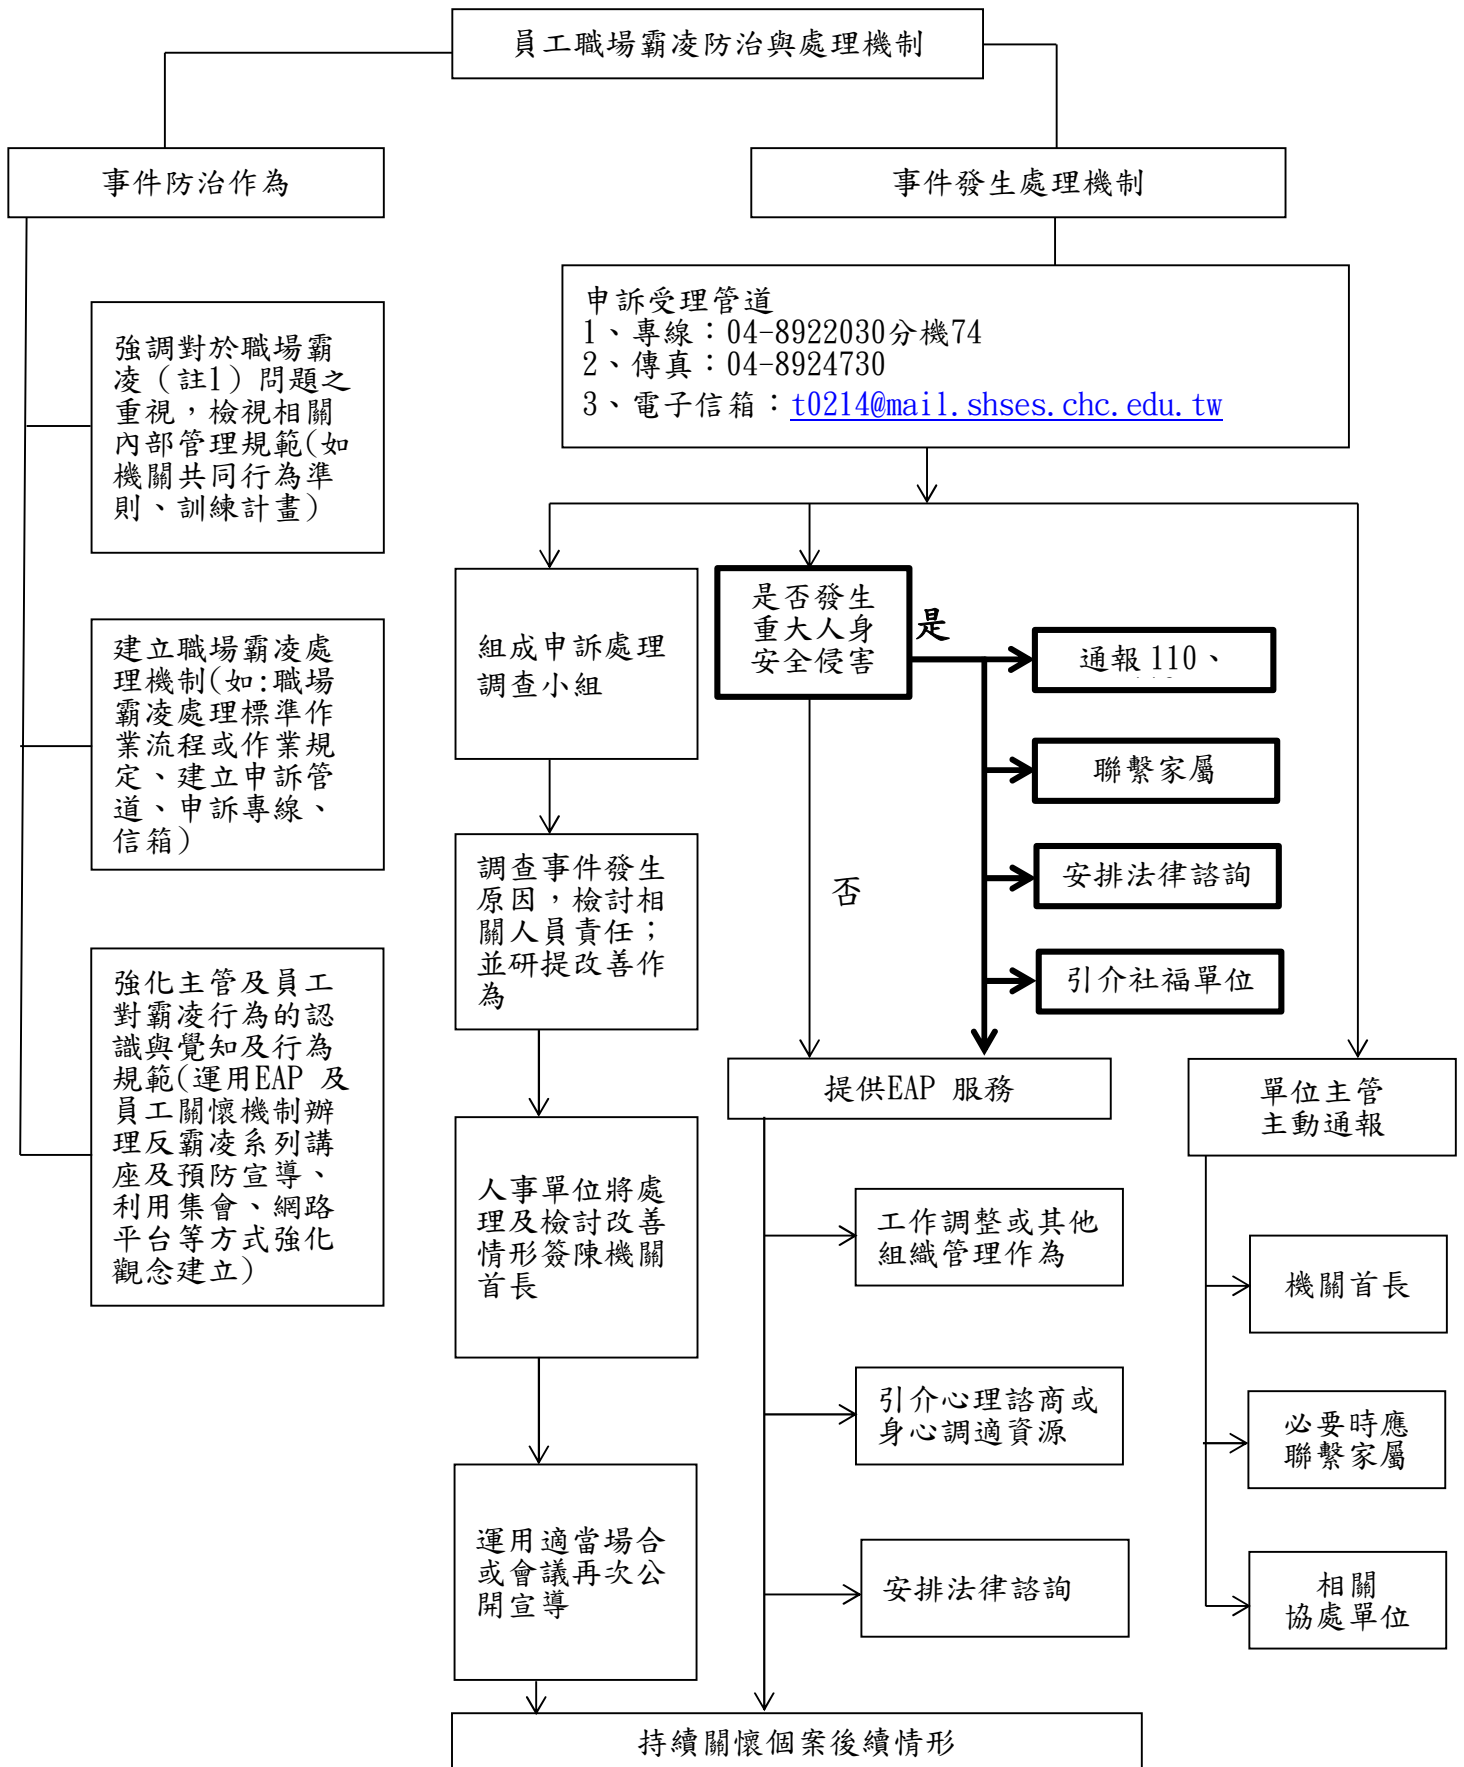 員工職場霸凌防治與處理機制
事件防治作為
強調對於職場霸
凌（註1）問題之
重視，檢視相關
內部管理規範(如
機關共同行為準
則、訓練計畫)
建立職場霸凌處
理機制(如:職場
霸凌處理標準作
業流程或作業規
定、建立申訴管
道、申訴專線、
信箱)
強化主管及員工
對霸凌行為的認
識與覺知及行為
規範(運用EAP 及
員工關懷機制辦
理反霸凌系列講
座及預防宣導、
利用集會、網路
平台等方式強化
觀念建立)
事件發生處理機制
申訴受理管道
1、專線：04-8922030分機74
2、傳真：04-8924730
3、電子信箱：t0214@mail.shses.chc.edu.tw
組成申訴處理
調查小組
調查事件發生
原因，檢討相
關人員責任；
並研提改善作
為
人事單位將處
理及檢討改善
情形簽陳機關
首長
運用適當場合
或會議再次公
開宣導
是否發生
重大人身
安全侵害
是
通報 110、
聯繫家屬
安排法律諮詢
引介社福單位
否
提供EAP 服務
工作調整或其他
組織管理作為
引介心理諮商或
身心調適資源
安排法律諮詢
單位主管
主動通報
機關首長
必要時應
聯繫家屬
相關
協處單位
持續關懷個案後續情形